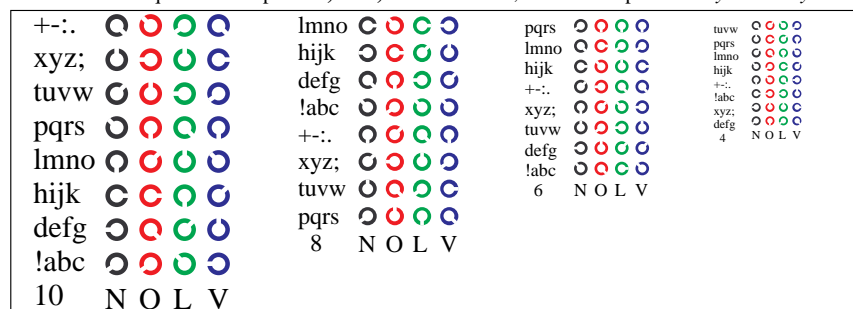 +-:.
xyz;
tuvw
pqrs
lmno
hijk
defg
!abc
10 N O L V
lmno
hijk
defg
!abc
+-:.
xyz;
tuvw
pqrs
8 N O L V
pqrs
lmno
hijk
+-:.
xyz;
tuvw
defg
!abc
6 N O L V
tuvw
pqrs
lmno
hijk
+-:.
!abc
xyz;
defg
4 N O L V